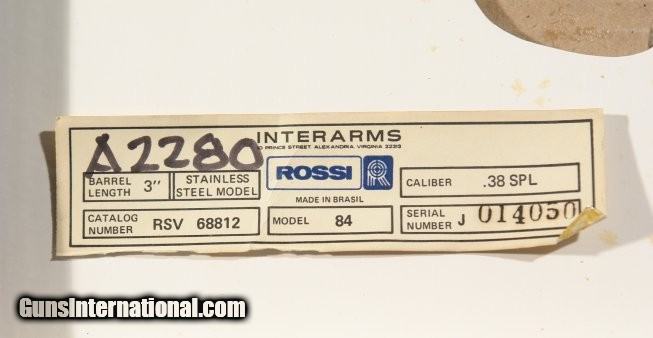 A2280
INTERARMS
10 PRINCE STREET, ALEXANDRIA, VIRGINIA 22313
BARREL LENGTH 3"
STAINLESS STEEL MODEL
ROSSI R
CALIBER .38 SPL
MADE IN BRASIL
CATALOG NUMBER RSV 68812
MODEL 84
SERIAL NUMBER J 014050
GunsInternational.com